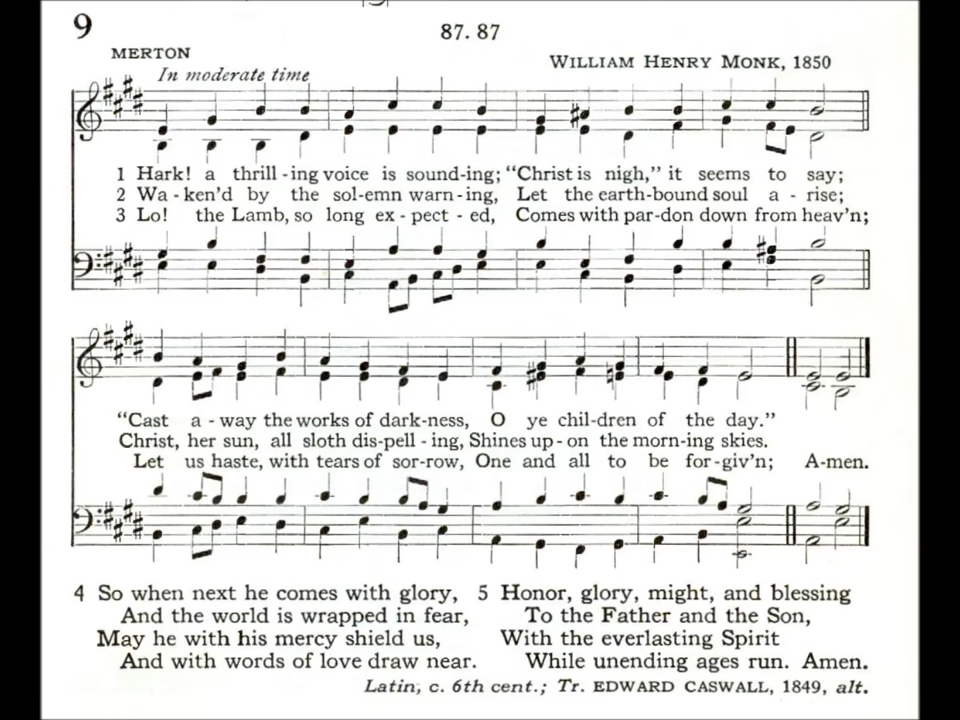 9
87. 87
MERTON
WILLIAM HENRY MONK, 1850
In moderate time
1 Hark! a thrill - ing voice is sound-ing; "Christ is nigh," it seems to say;
2 Wa - ken'd by the sol-emn warn - ing, Let the earth-bound soul a - rise;
3 Lo! the Lamb, so long ex - pect - ed, Comes with par-don down from heav'n;
"Cast a - way the works of dark-ness, O ye chil-dren of the day."
Christ, her sun, all sloth dis-pell - ing, Shines up - on the morn-ing skies.
Let us haste, with tears of sor-row, One and all to be for-giv'n; A-men.
4 So when next he comes with glory,
And the world is wrapped in fear,
May he with his mercy shield us,
And with words of love draw near.
5 Honor, glory, might, and blessing
To the Father and the Son,
With the everlasting Spirit
While unending ages run. Amen.
Latin, c. 6th cent.; Tr. EDWARD CASWALL, 1849, alt.